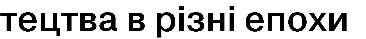 тецтва в різні епохи